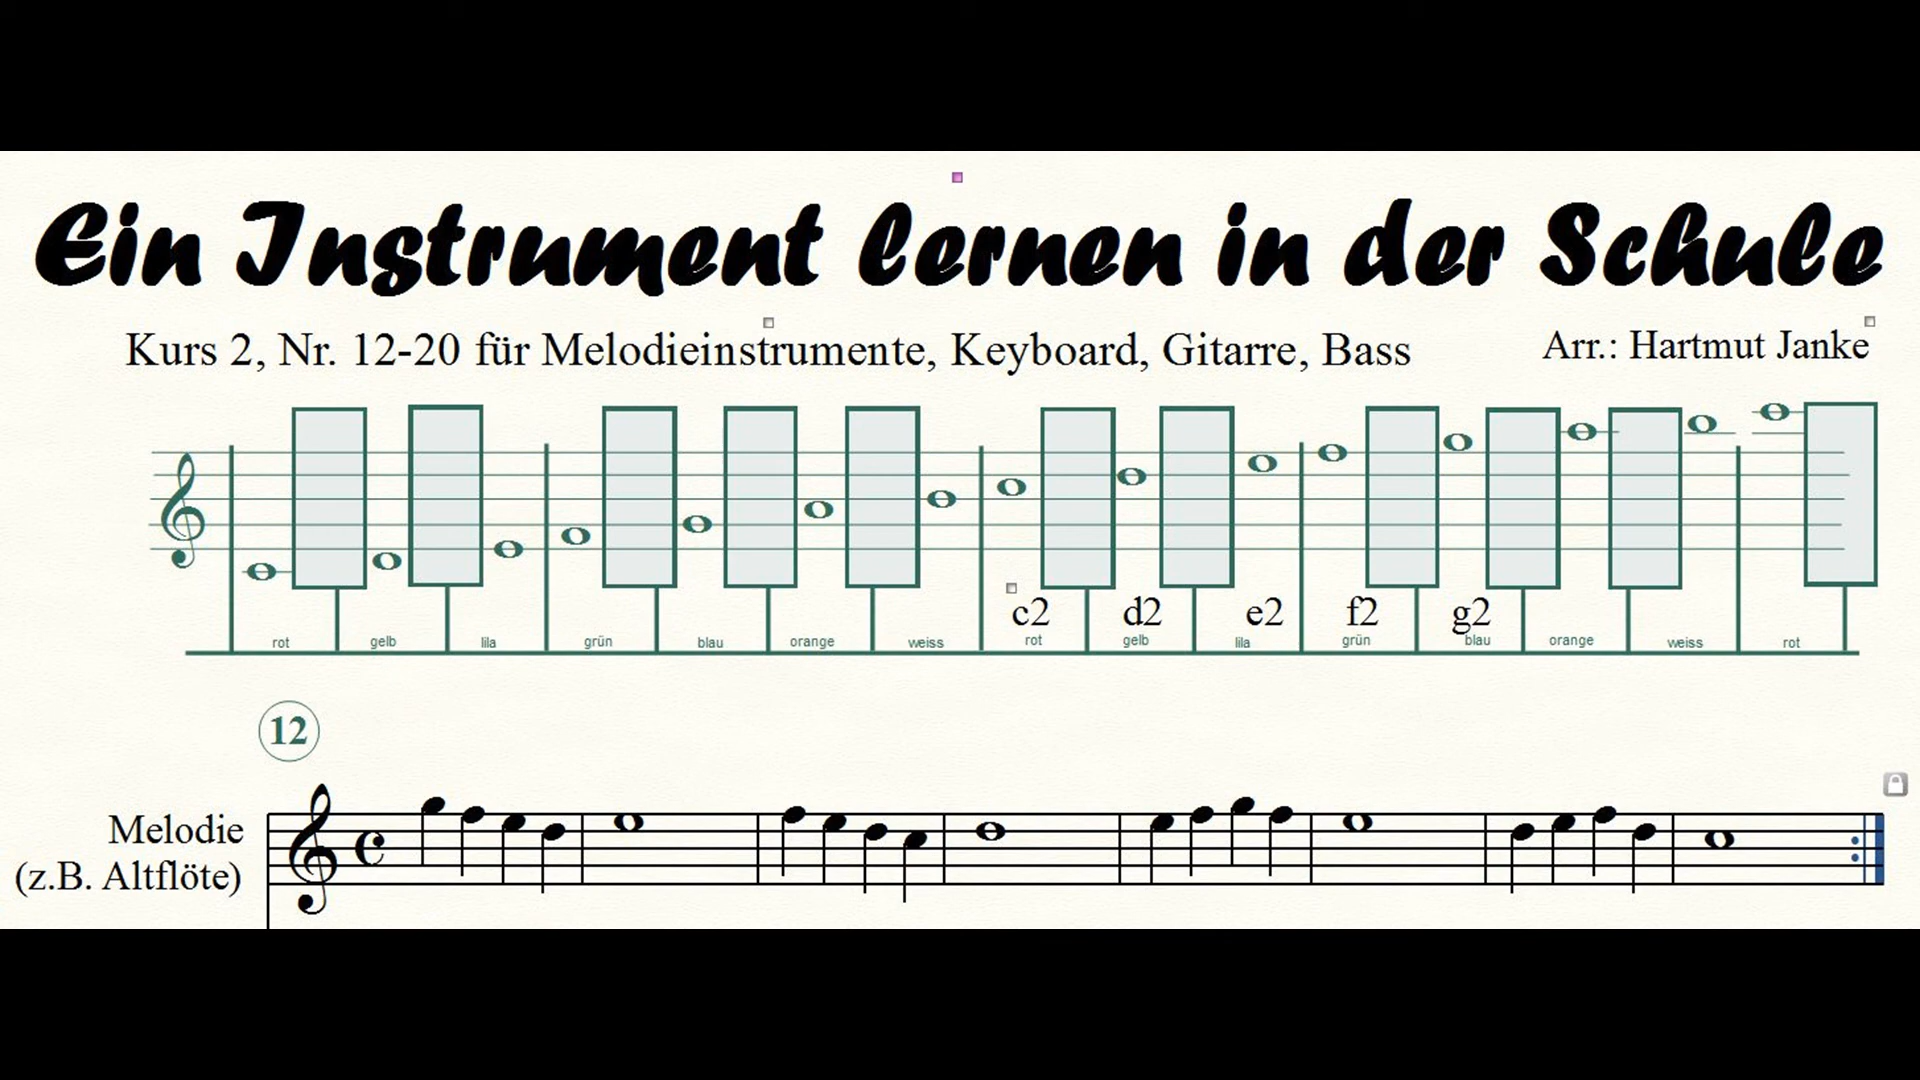 Ein Instrument lernen in der Schule
Kurs 2, Nr. 12-20 für Melodieinstrumente, Keyboard, Gitarre, Bass
Arr.: Hartmut Janke
c2 d2 e2 f2 g2
rot gelb lila grün blau orange weiss rot gelb lila grün blau orange weiss rot
12
Melodie
(z.B. Altflöte)